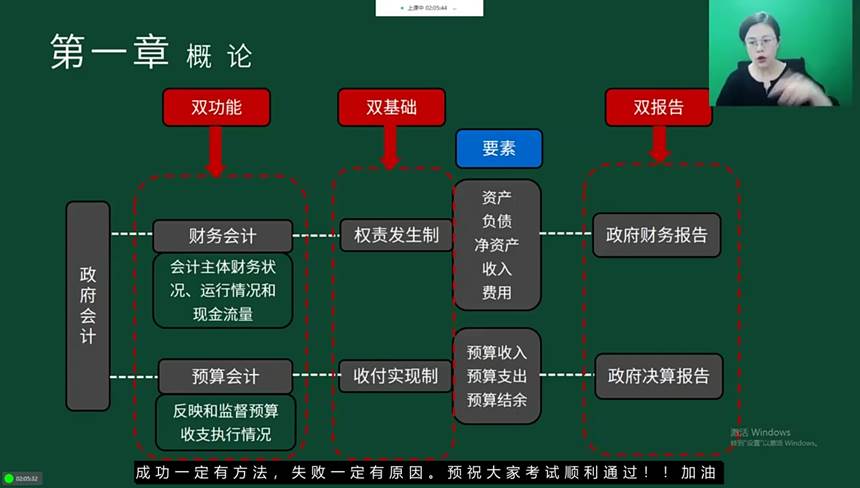 上课中 02:05:44
第一章 概 论
双功能
双基础
双报告
要素
资产
负债
净资产
收入
费用
财务会计
权责发生制
政府财务报告
会计主体财务状
况、运行情况和
现金流量
政府会计
预算会计
收付实现制
预算收入
预算支出
预算结余
政府决算报告
反映和监督预算
收支执行情况
激活 Windows
转到"设置"以激活 Windows。
成功一定有方法，失败一定有原因。预祝大家考试顺利通过！！加油
02:05:32